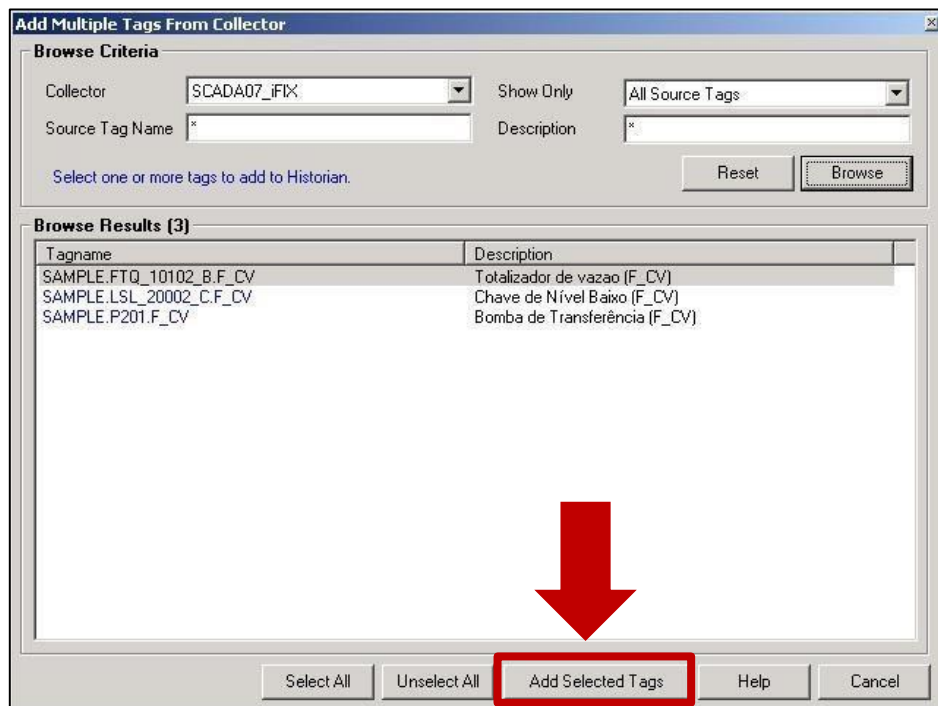 Add Multiple Tags From Collector
Browse Criteria
Collector SCADA07_iFIX Show Only All Source Tags
Source Tag Name * Description *
Select one or more tags to add to Historian. Reset Browse
Browse Results (3)
Tagname Description
SAMPLE.FTQ_10102_B.F_CV Totalizador de vazao (F_CV)
SAMPLE.LSL_20002_C.F_CV Chave de Nível Baixo (F_CV)
SAMPLE.P201.F_CV Bomba de Transferência (F_CV)
Select All Unselect All Add Selected Tags Help Cancel